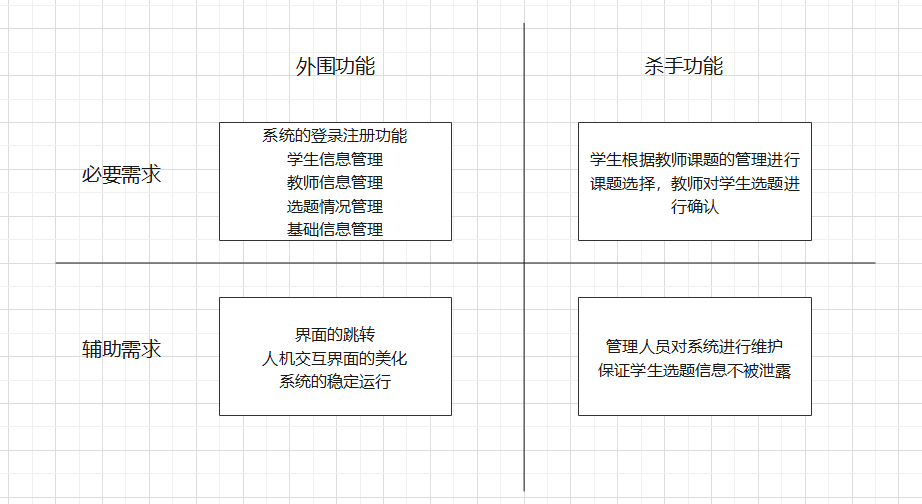 外围功能
杀手功能
必要需求
系统的登录注册功能
学生信息管理
教师信息管理
选题情况管理
基础信息管理
学生根据教师课题的管理进行
课题选择，教师对学生选题进
行确认
辅助需求
界面的跳转
人机交互界面的美化
系统的稳定运行
管理人员对系统进行维护
保证学生选题信息不被泄露